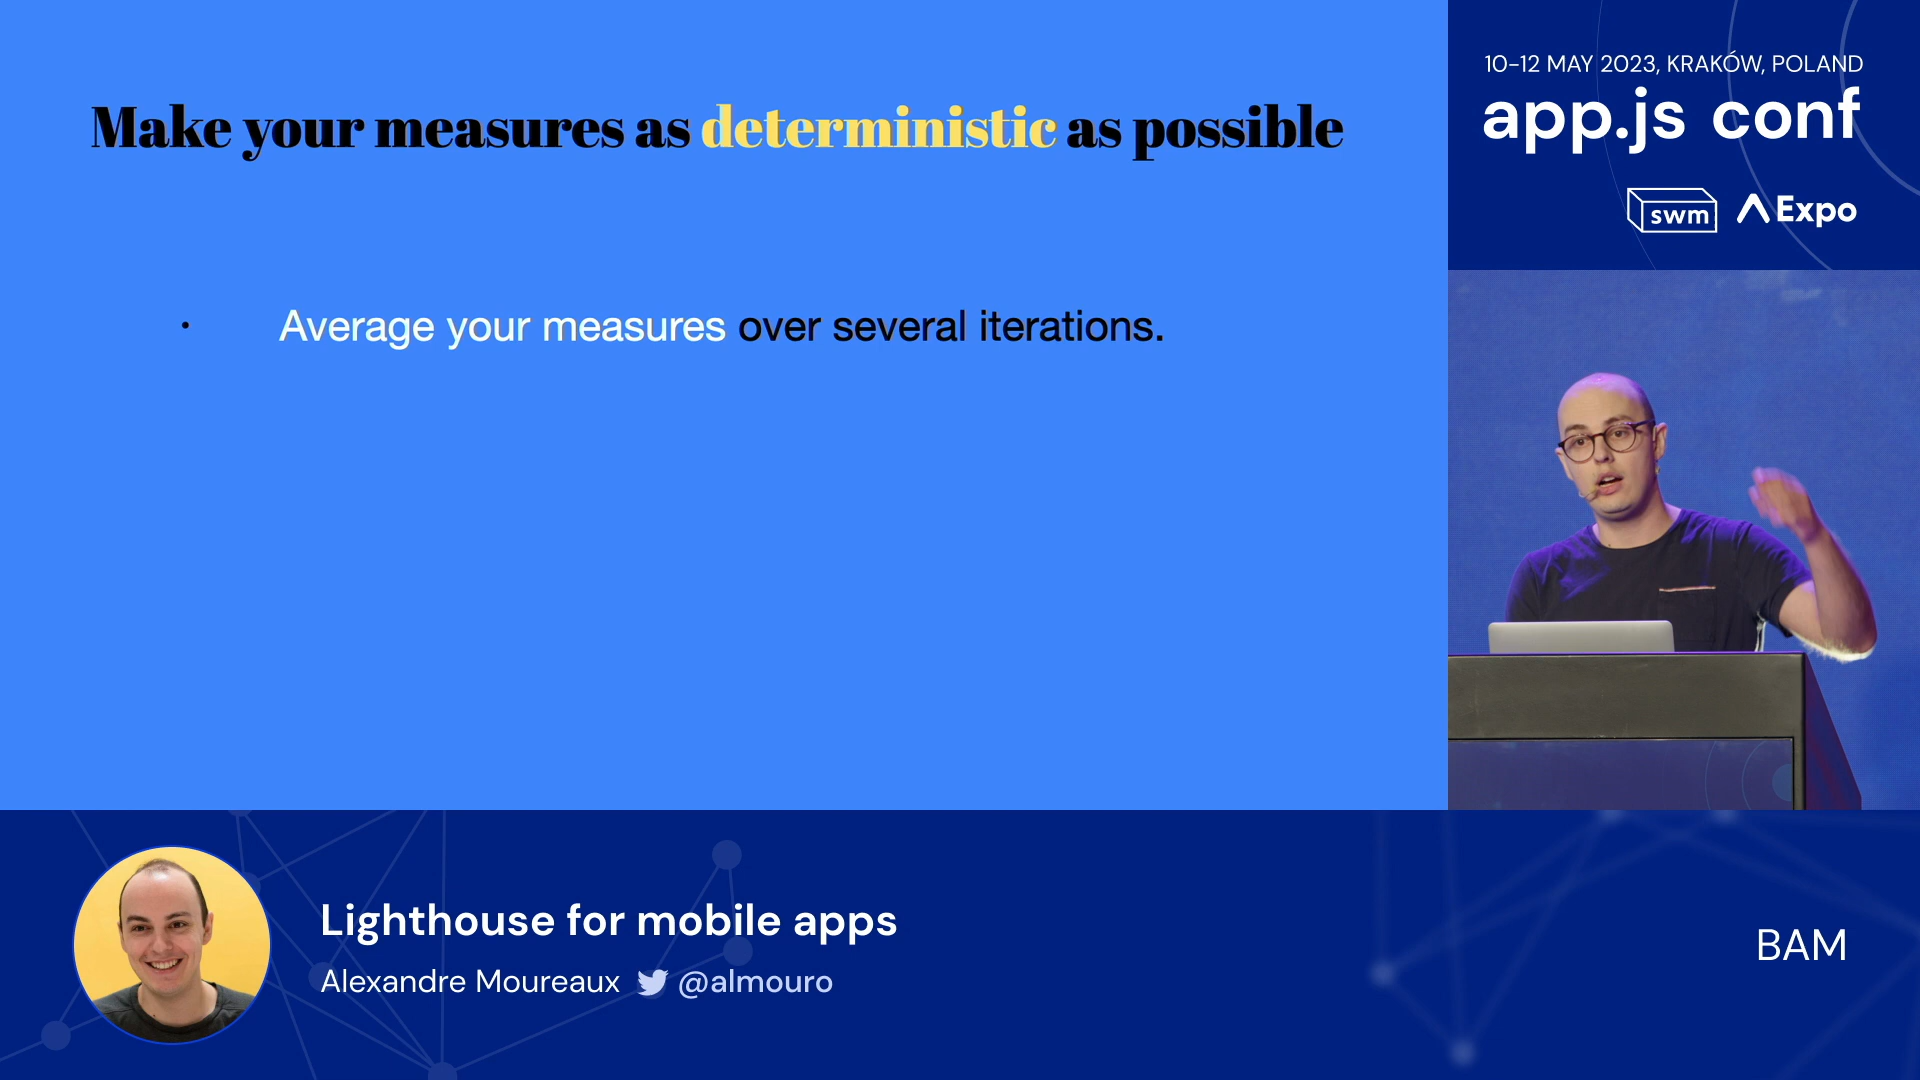 Make your measures as deterministic as possible
• Average your measures over several iterations.
10-12 MAY 2023, KRAKÓW, POLAND
app.js conf
swm Expo
Lighthouse for mobile apps
Alexandre Moureaux @almouro
BAM